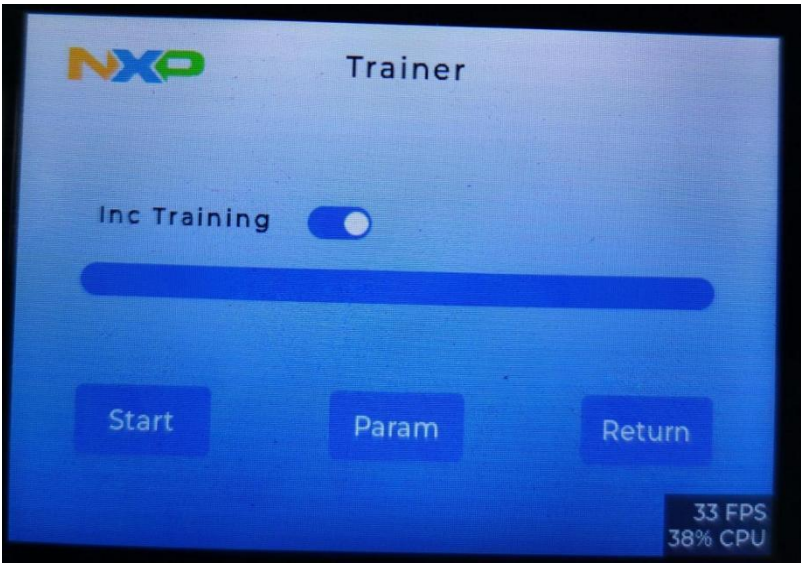 NXP
Trainer
Inc Training
Start
Param
Return
33 FPS
38% CPU